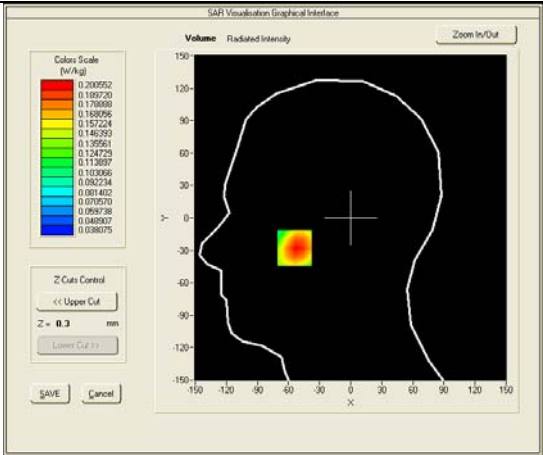 SAR Visualisation Graphical Interface
Volume Radiated Intensity
Zoom In/Out
Colors Scale
(W/kg)
0.200552
0.189720
0.178888
0.168056
0.157224
0.146393
0.135561
0.124729
0.113897
0.103066
0.092234
0.081402
0.070570
0.059738
0.048907
0.038075
Z Cuts Control
<< Upper Cut
Z = 0.3 mm
Lower Cut >>
SAVE Cancel
150
120
90
60
30
0
-30
-60
-90
-120
-150
Y
-150 -120 -90 -60 -30 0 30 60 90 120 150
X